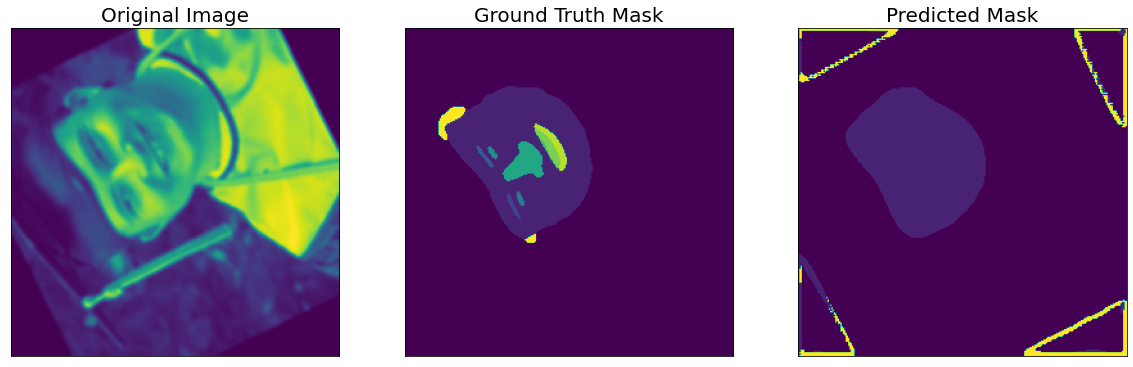 Original Image
Ground Truth Mask
Predicted Mask